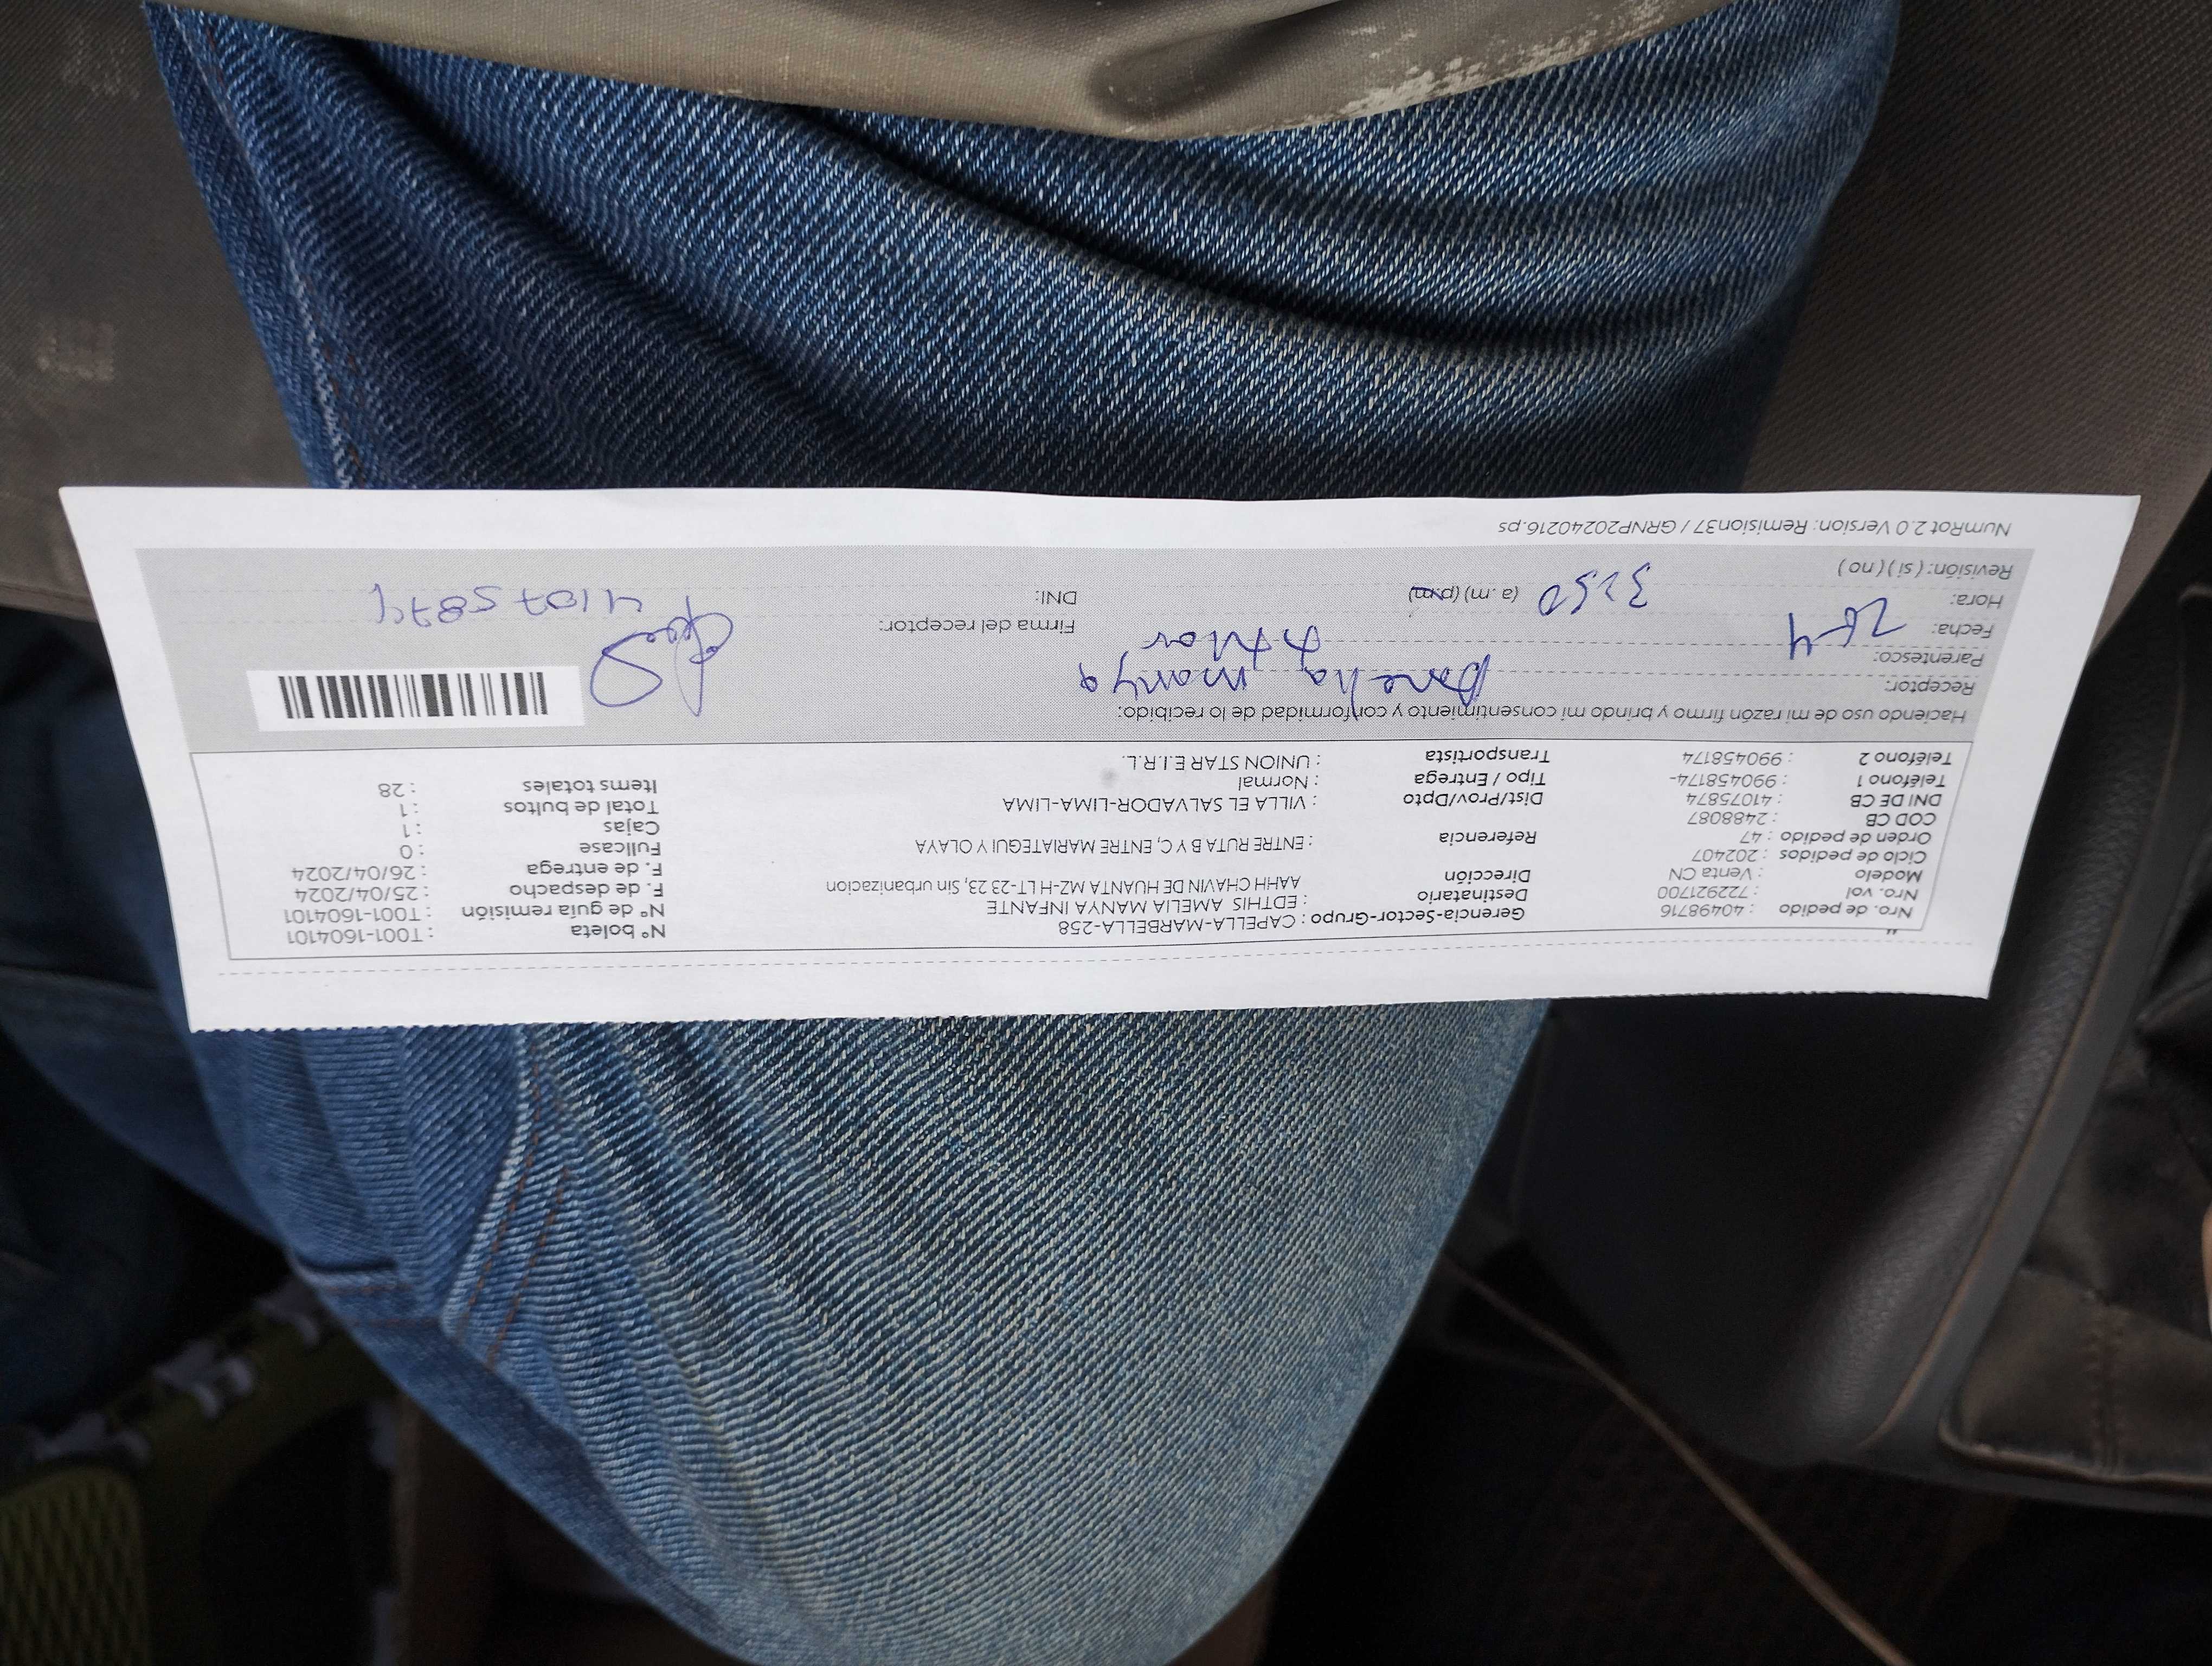 Nro. de pedido : 40498716 Gerencia-Sector-Grupo : CAPELLA-MARBELLA-258 N° boleta : T001-1604101
Nro. vol : 722921700 Destinatario : EDTHIS AMELIA MANYA INFANTE N° de guía remisión : T001-1604101
Modelo : Venta CN Dirección AAHH CHAVIN DE HUANTA MZ-H LT-23 23, Sin urbanizacion F. de despacho : 25/04/2024
Ciclo de pedidos : 202407 F. de entrega : 26/04/2024
Orden de pedido : 47 Referencia : ENTRE RUTA B Y C, ENTRE MARIATEGUI Y OLAYA Fullcase : 0
COD CB : 2488087 Cajas : 1
DNI DE CB : 41075874 Dist/Prov/Dpto : VILLA EL SALVADOR-LIMA-LIMA Total de bultos : 1
Teléfono 1 : 990458174- Tipo / Entrega : Normal Items totales : 28
Teléfono 2 : 990458174 Transportista : UNION STAR E.I.R.L.
Haciendo uso de mi razón firmo y brindo mi consentimiento y conformidad de lo recibido:
Receptor: manya
Parentesco:
Fecha: 26-4 Firma del receptor:
Hora: 3:50 (a.m) (p.m) DNI: 41075874
Revisión: ( si ) ( no )
NumRot 2.0 Version: Remision37 / GRNP20240216.ps